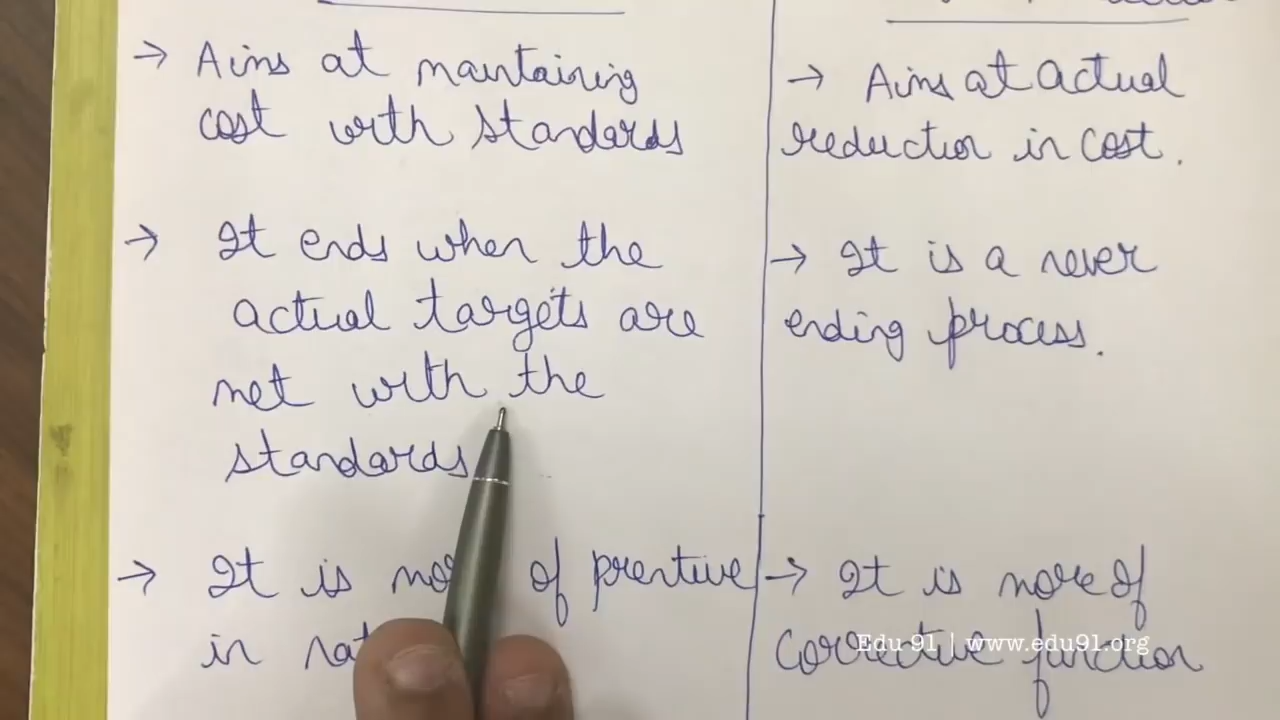 → Aims at maintaining
cost with standards
→ It ends when the
actual targets are
met with the
standards
→ It is of prentive
in
→ Aims at actual
reduction in cost.
→ It is a never
ending process.
→ It is more of
corrective function
Edu 91 | www.edu91.org